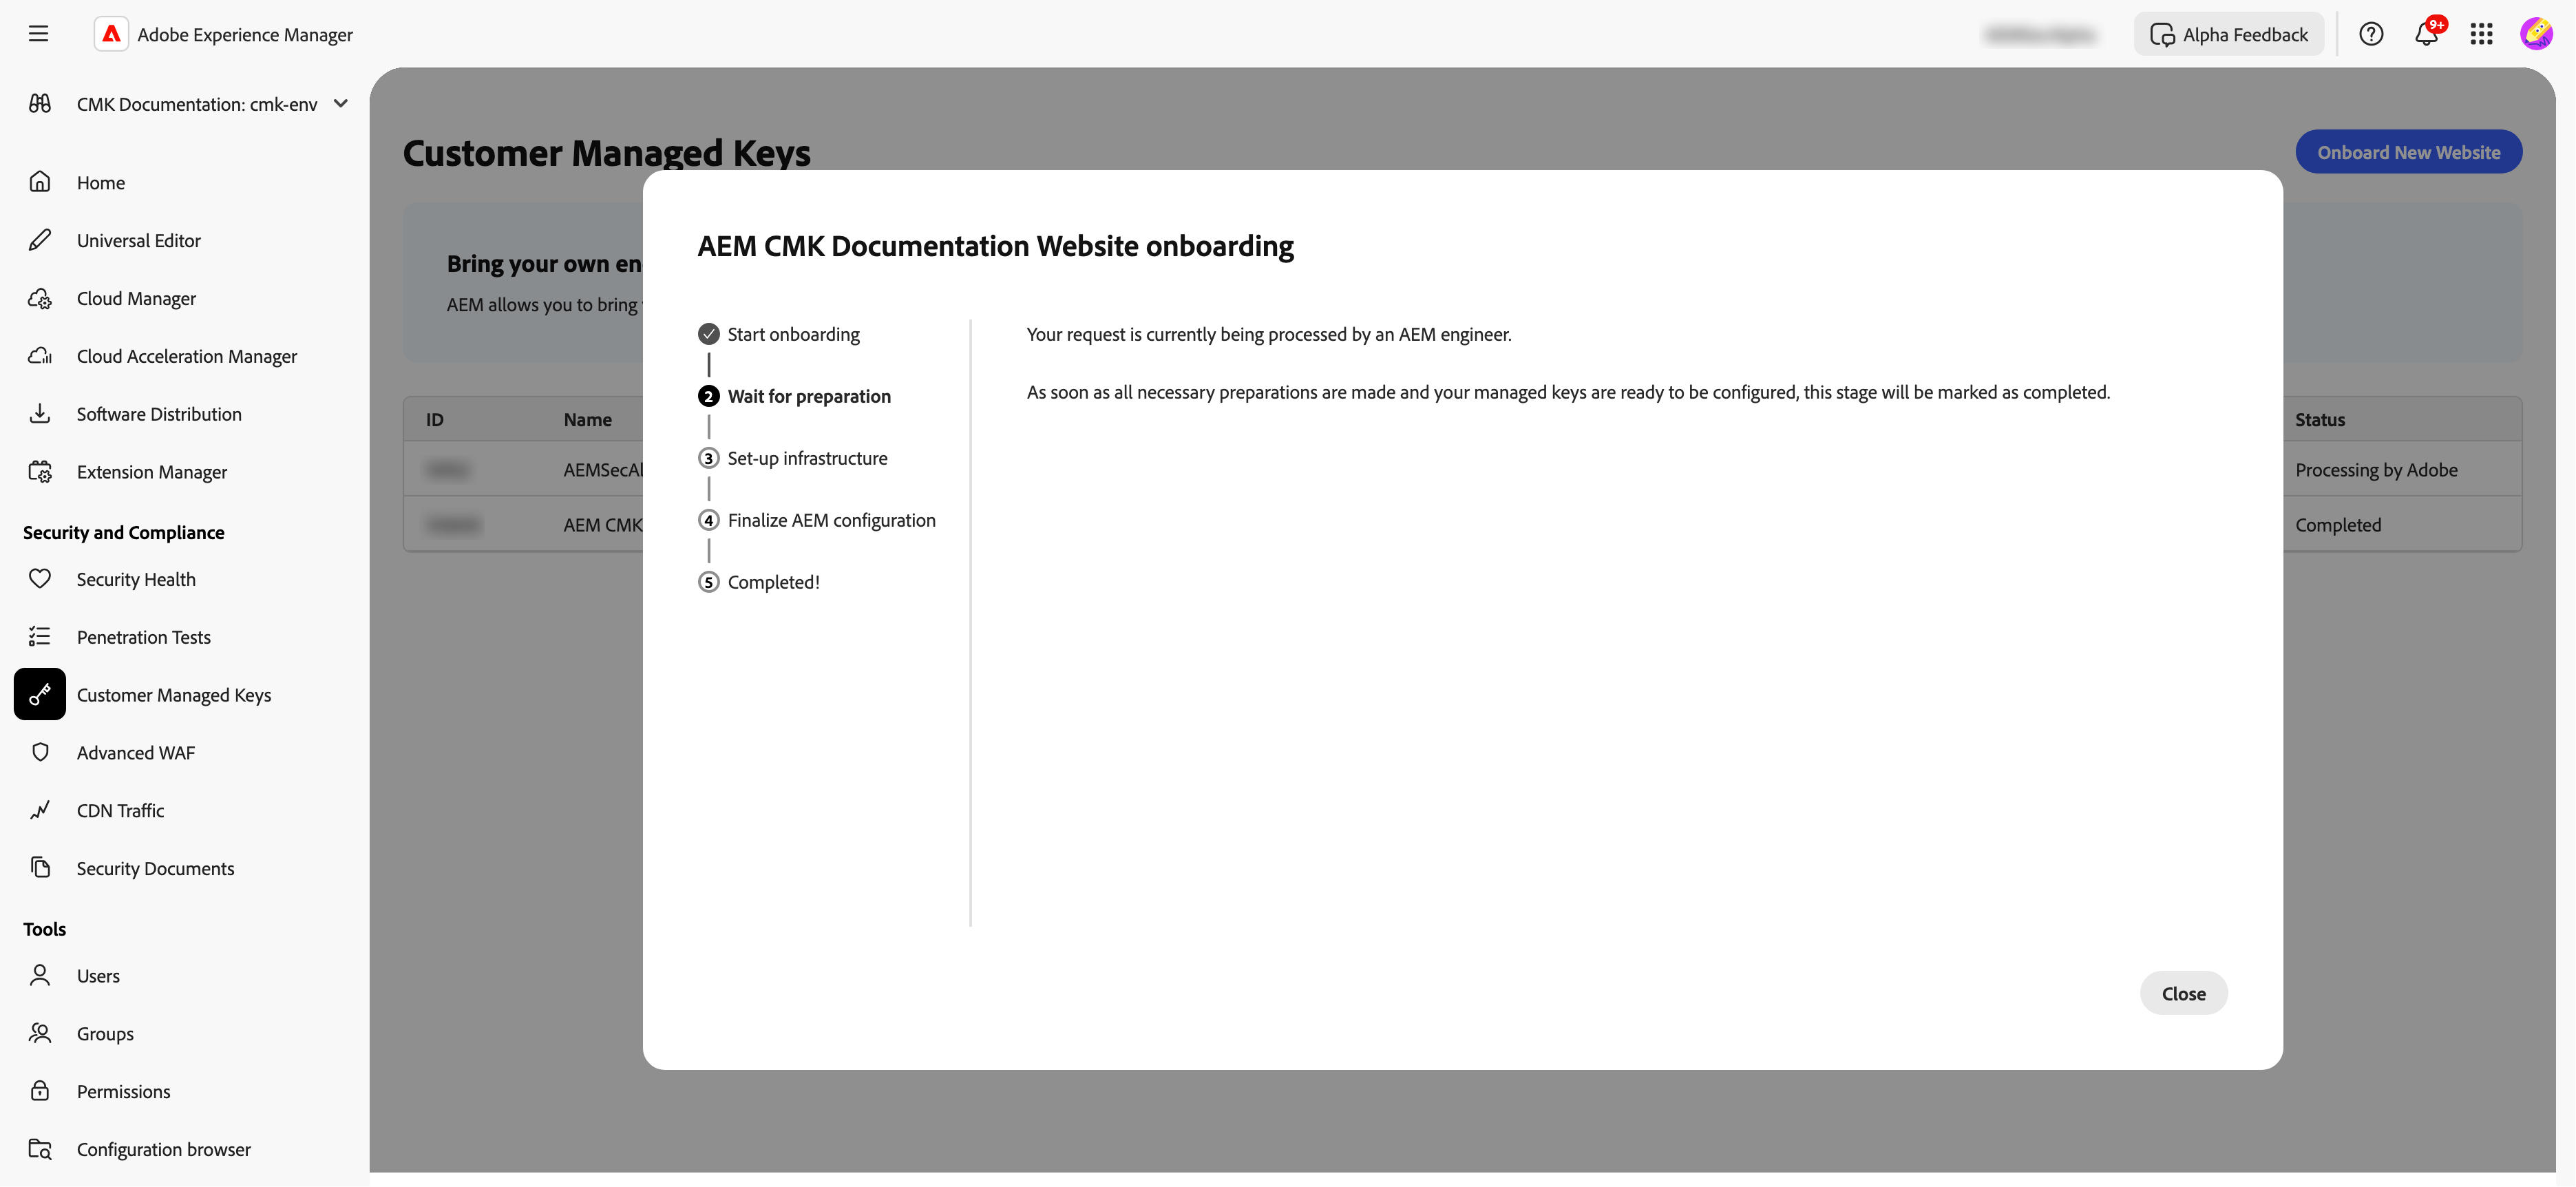 Adobe Experience Manager
Alpha Feedback
9+
CMK Documentation: cmk-env
Home
Universal Editor
Cloud Manager
Cloud Acceleration Manager
Software Distribution
Extension Manager
Security and Compliance
Security Health
Penetration Tests
Customer Managed Keys
Advanced WAF
CDN Traffic
Security Documents
Tools
Users
Groups
Permissions
Configuration browser
Customer Managed Keys
Onboard New Website
Bring your own en
AEM allows you to bring
ID Name Status
AEMSecAl Processing by Adobe
AEM CMK Completed
AEM CMK Documentation Website onboarding
Start onboarding
2 Wait for preparation
3 Set-up infrastructure
4 Finalize AEM configuration
5 Completed!
Your request is currently being processed by an AEM engineer.
As soon as all necessary preparations are made and your managed keys are ready to be configured, this stage will be marked as completed.
Close